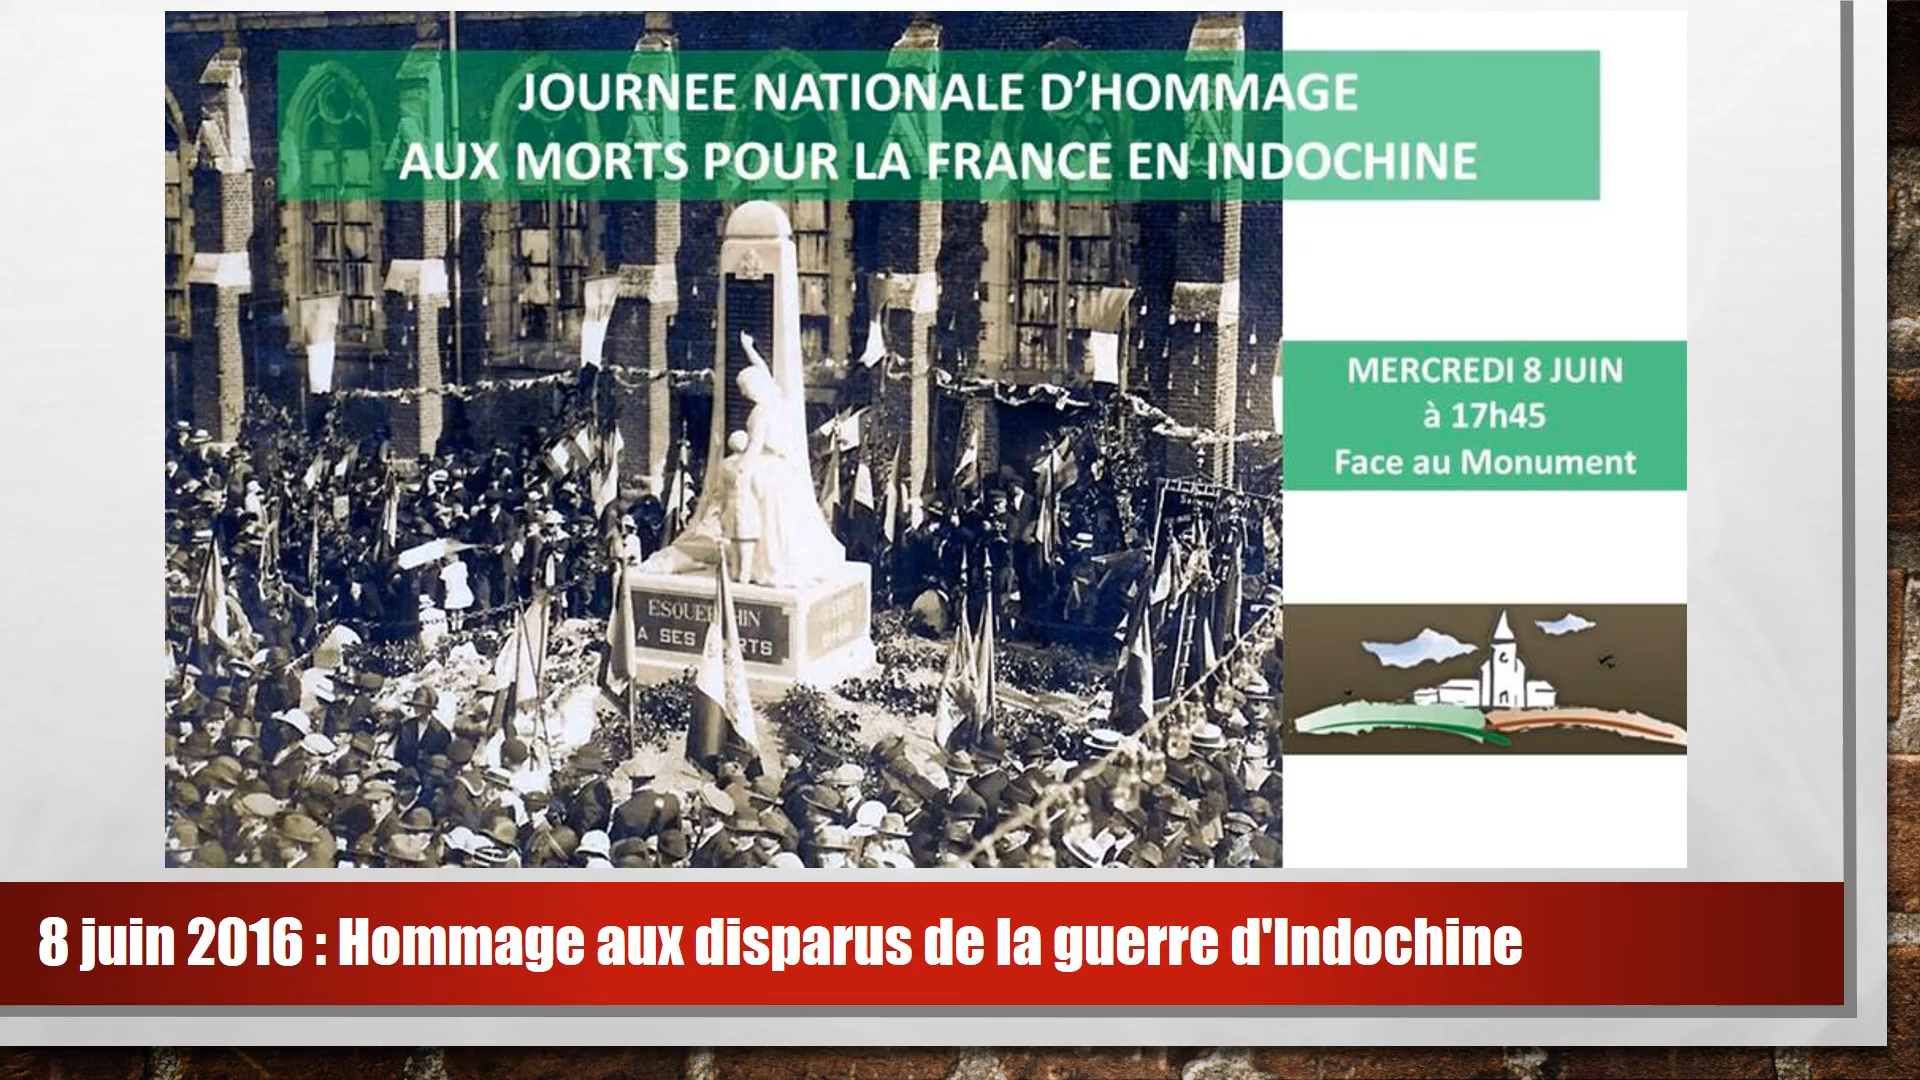 JOURNEE NATIONALE D’HOMMAGE
AUX MORTS POUR LA FRANCE EN INDOCHINE
MERCREDI 8 JUIN
à 17h45
Face au Monument
A SES
8 juin 2016 : Hommage aux disparus de la guerre d'Indochine